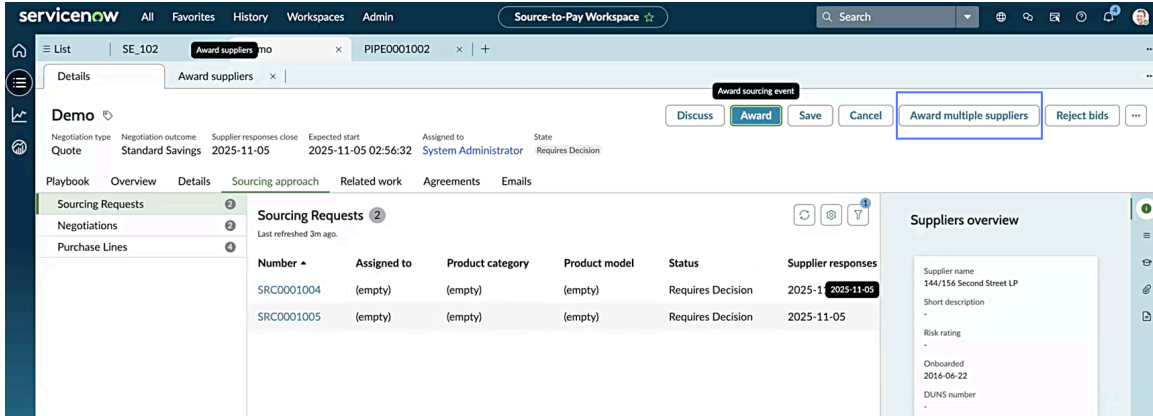 servicenow All Favorites History Workspaces Admin Source-to-Pay Workspace Search 4
List SE_102 Award suppliers mo PIPE0001002
Details Award suppliers
Award sourcing event
Demo Discuss Award Save Cancel Award multiple suppliers Reject bids
Negotiation type Negotiation outcome Supplier responses close Expected start Assigned to State
Quote Standard Savings 2025-11-05 2025-11-05 02:56:32 System Administrator Requires Decision
Playbook Overview Details Sourcing approach Related work Agreements Emails
Sourcing Requests 2
Negotiations 2
Purchase Lines 4
Sourcing Requests 2 1
Last refreshed 3m ago.
Number Assigned to Product category Product model Status Supplier responses
SRC0001004 (empty) (empty) (empty) Requires Decision 2025-11 2025-11-05
SRC0001005 (empty) (empty) (empty) Requires Decision 2025-11-05
Suppliers overview
Supplier name
144/156 Second Street LP
Short description
-
Risk rating
-
Onboarded
2016-06-22
DUNS number
-